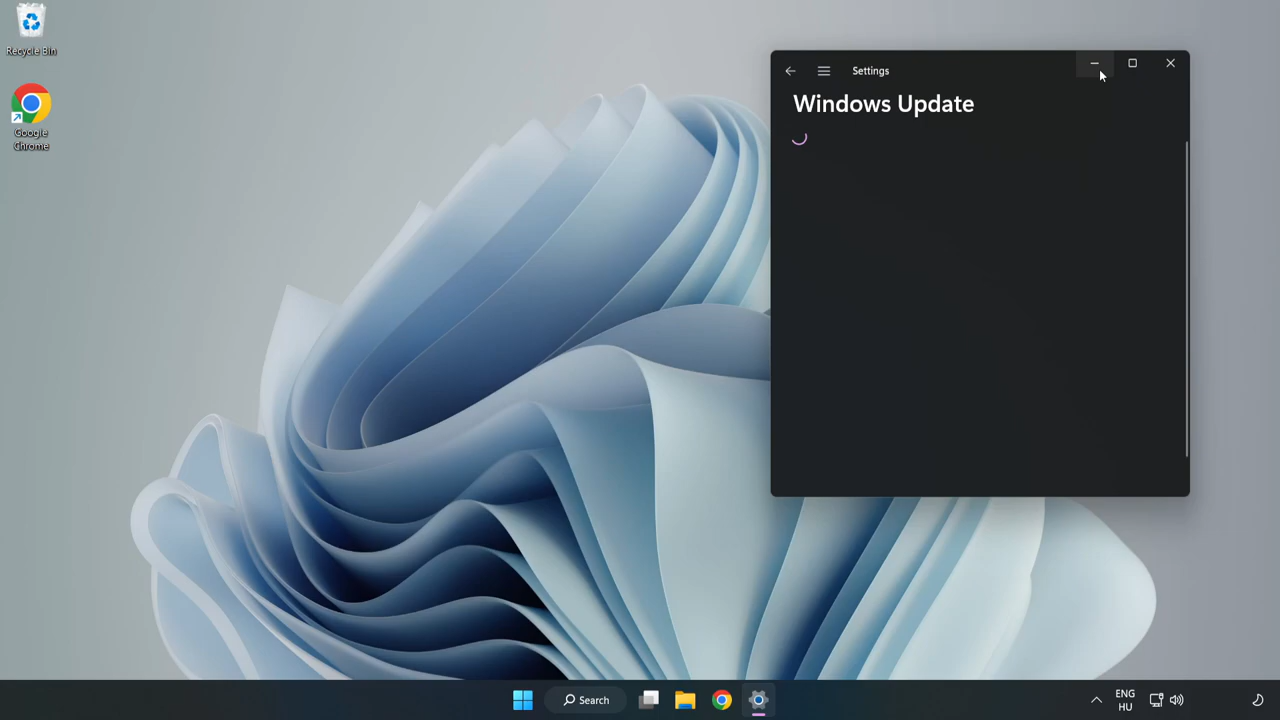 Recycle Bin
Google
Chrome
Settings
Windows Update
Search
ENG
HU